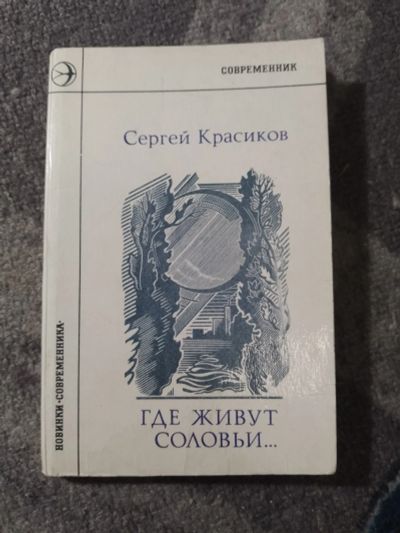 СОВРЕМЕННИК
Сергей Красиков
ГДЕ ЖИВУТ
СОЛОВЬИ...
НОВИНКИ «СОВРЕМЕННИКА»